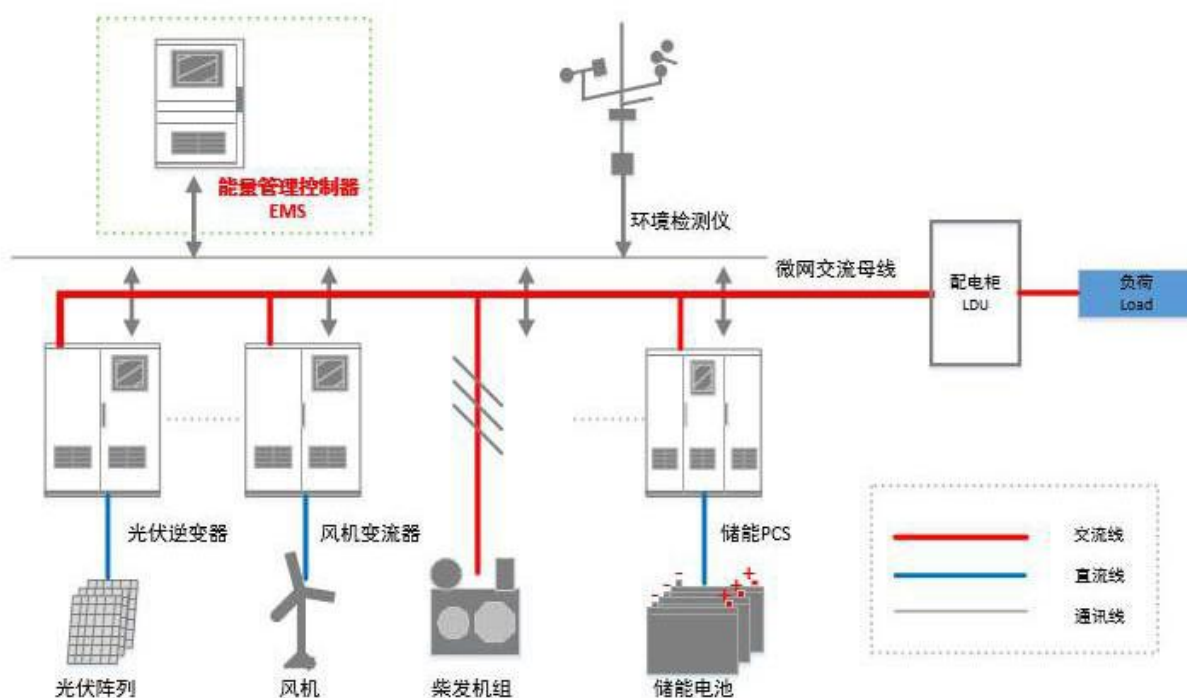 能量管理控制器
EMS
环境检测仪
微网交流母线
配电柜
LDU
负荷
Load
光伏逆变器
风机变流器
储能PCS
交流线
直流线
通讯线
- - + + +
- - +
光伏阵列
风机
柴发机组
储能电池